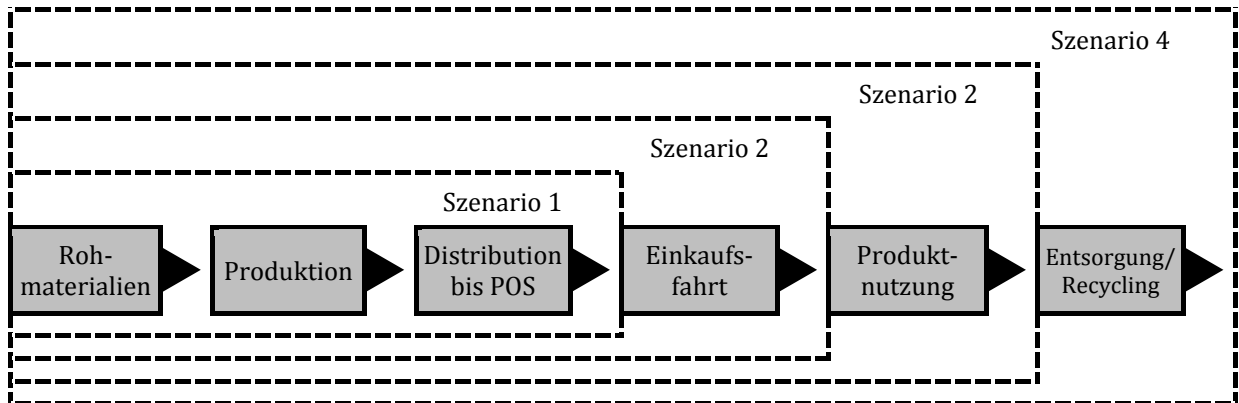 Szenario 4
Szenario 2
Szenario 2
Szenario 1
Roh-
materialien
Produktion
Distribution
bis POS
Einkaufs-
fahrt
Produkt-
nutzung
Entsorgung/
Recycling